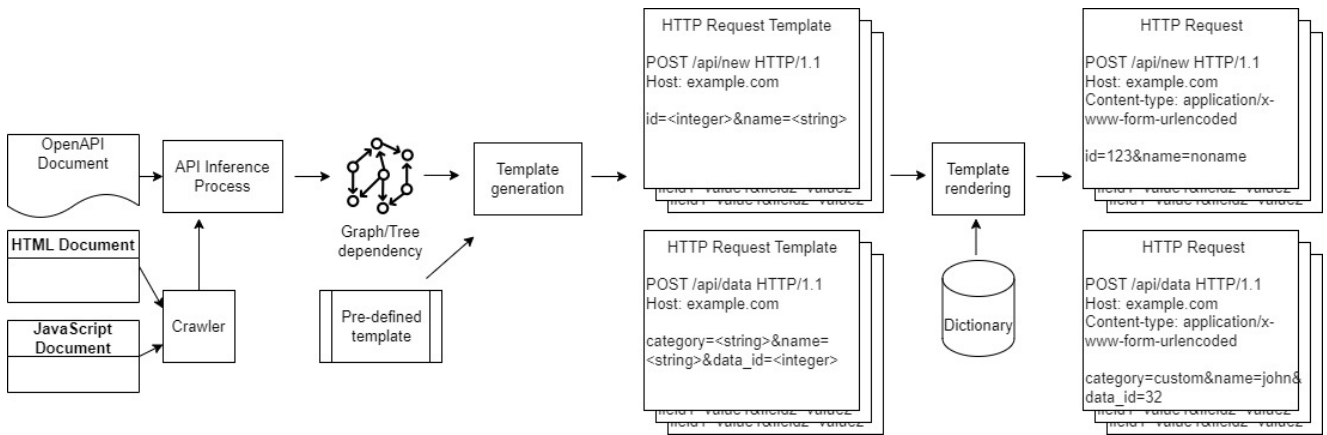 OpenAPI
Document
HTML Document
JavaScript
Document
API Inference
Process
Crawler
Graph/Tree
dependency
Pre-defined
template
Template
generation
HTTP Request Template
POST /api/new HTTP/1.1
Host: example.com
id=<integer>&name=<string>
HTTP Request Template
POST /api/data HTTP/1.1
Host: example.com
category=<string>&name=
<string>&data_id=<integer>
Template
rendering
Dictionary
HTTP Request
POST /api/new HTTP/1.1
Host: example.com
Content-type: application/x-
www-form-urlencoded
id=123&name=noname
HTTP Request
POST /api/data HTTP/1.1
Host: example.com
Content-type: application/x-
www-form-urlencoded
category=custom&name=john&
data_id=32